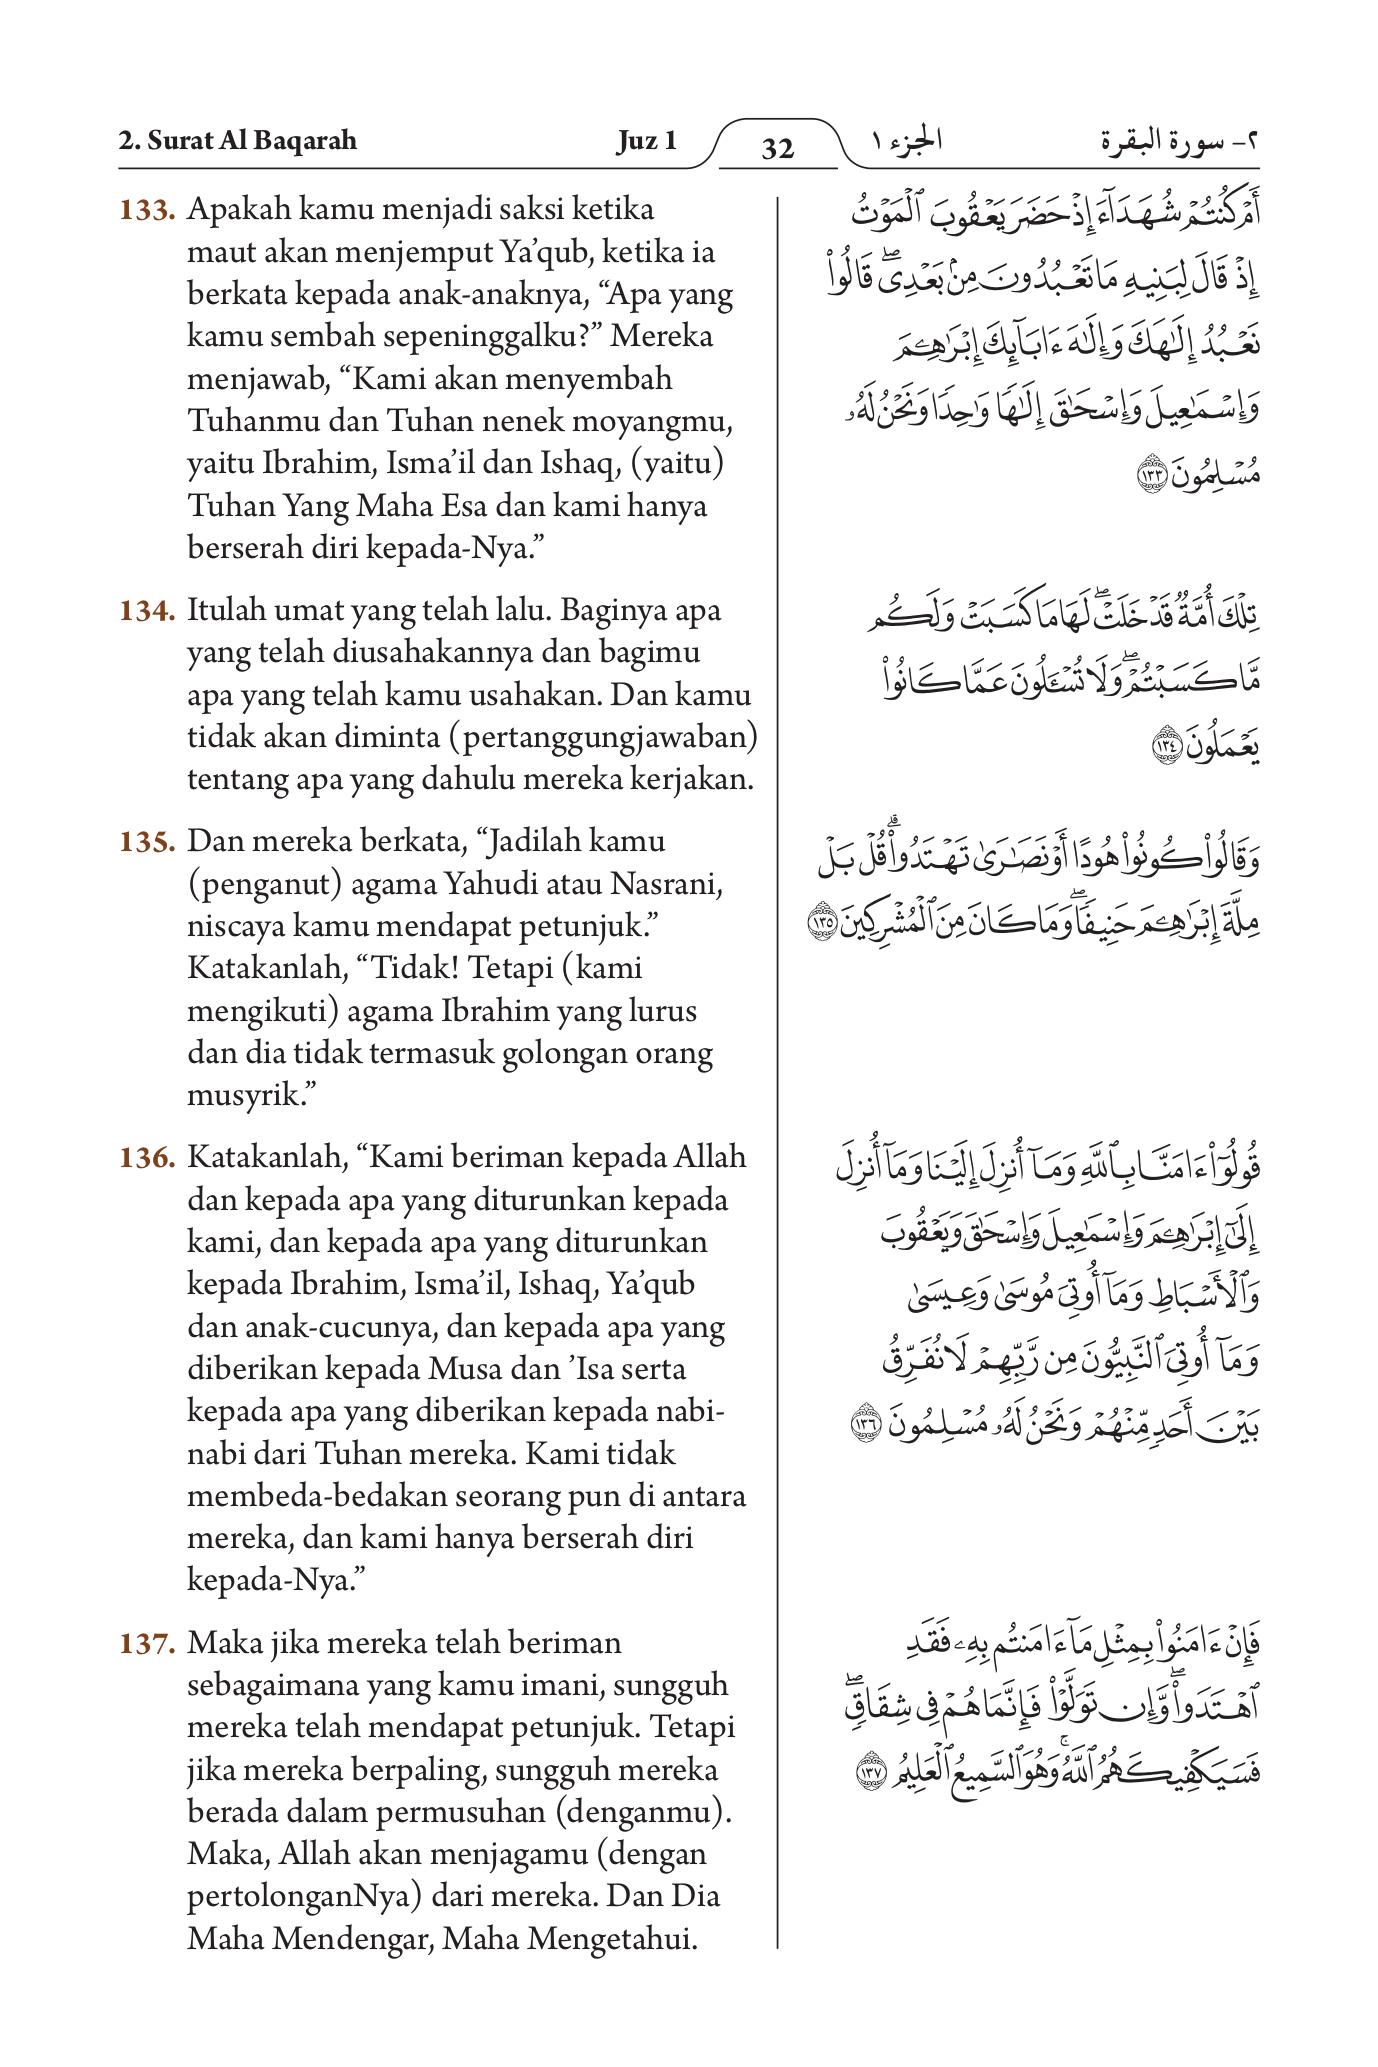 2. Surat Al Baqarah
Juz 1
32
الجزء ١
٢- سورة البقرة
133. Apakah kamu menjadi saksi ketika
maut akan menjemput Ya’qub, ketika ia
berkata kepada anak-anaknya, “Apa yang
kamu sembah sepeninggalku?” Mereka
menjawab, “Kami akan menyembah
Tuhanmu dan Tuhan nenek moyangmu,
yaitu Ibrahim, Isma’il dan Ishaq, (yaitu)
Tuhan Yang Maha Esa dan kami hanya
berserah diri kepada-Nya.”
134. Itulah umat yang telah lalu. Baginya apa
yang telah diusahakannya dan bagimu
apa yang telah kamu usahakan. Dan kamu
tidak akan diminta (pertanggungjawaban)
tentang apa yang dahulu mereka kerjakan.
135. Dan mereka berkata, “Jadilah kamu
(penganut) agama Yahudi atau Nasrani,
niscaya kamu mendapat petunjuk.”
Katakanlah, “Tidak! Tetapi (kami
mengikuti) agama Ibrahim yang lurus
dan dia tidak termasuk golongan orang
musyrik.”
136. Katakanlah, “Kami beriman kepada Allah
dan kepada apa yang diturunkan kepada
kami, dan kepada apa yang diturunkan
kepada Ibrahim, Isma’il, Ishaq, Ya’qub
dan anak-cucunya, dan kepada apa yang
diberikan kepada Musa dan ’Isa serta
kepada apa yang diberikan kepada nabi-
nabi dari Tuhan mereka. Kami tidak
membeda-bedakan seorang pun di antara
mereka, dan kami hanya berserah diri
kepada-Nya.”
137. Maka jika mereka telah beriman
sebagaimana yang kamu imani, sungguh
mereka telah mendapat petunjuk. Tetapi
jika mereka berpaling, sungguh mereka
berada dalam permusuhan (denganmu).
Maka, Allah akan menjagamu (dengan
pertolonganNya) dari mereka. Dan Dia
Maha Mendengar, Maha Mengetahui.
أَمۡ كُنتُمۡ شُهَدَآءَ إِذۡ حَضَرَ يَعۡقُوبَ ٱلۡمَوۡتُ
إِذۡ قَالَ لِبَنِيهِ مَا تَعۡبُدُونَ مِنۢ بَعۡدِيۖ قَالُواْ
نَعۡبُدُ إِلَٰهَكَ وَإِلَٰهَ ءَابَآئِكَ إِبۡرَٰهِـۧمَ
وَإِسۡمَٰعِيلَ وَإِسۡحَٰقَ إِلَٰهٗا وَٰحِدٗا وَنَحۡنُ لَهُۥ
مُسۡلِمُونَ ١٣٣
تِلۡكَ أُمَّةٞ قَدۡ خَلَتۡۖ لَهَا مَا كَسَبَتۡ وَلَكُم
مَّا كَسَبۡتُمۡۖ وَلَا تُسۡـَٔلُونَ عَمَّا كَانُواْ
يَعۡمَلُونَ ١٣٤
وَقَالُواْ كُونُواْ هُودًا أَوۡ نَصَٰرَىٰ تَهۡتَدُواْۗ قُلۡ بَلۡ
مِلَّةَ إِبۡرَٰهِـۧمَ حَنِيفٗاۖ وَمَا كَانَ مِنَ ٱلۡمُشۡرِكِينَ ١٣٥
قُولُوٓاْ ءَامَنَّا بِٱللَّهِ وَمَآ أُنزِلَ إِلَيۡنَا وَمَآ أُنزِلَ
إِلَىٰٓ إِبۡرَٰهِـۧمَ وَإِسۡمَٰعِيلَ وَإِسۡحَٰقَ وَيَعۡقُوبَ
وَٱلۡأَسۡبَاطِ وَمَآ أُوتِيَ مُوسَىٰ وَعِيسَىٰ
وَمَآ أُوتِيَ ٱلنَّبِيُّونَ مِن رَّبِّهِمۡ لَا نُفَرِّقُ
بَيۡنَ أَحَدٖ مِّنۡهُمۡ وَنَحۡنُ لَهُۥ مُسۡلِمُونَ ١٣٦
فَإِنۡ ءَامَنُواْ بِمِثۡلِ مَآ ءَامَنتُم بِهِۦ فَقَدِ
ٱهۡتَدَواْۖ وَّإِن تَوَلَّوۡاْ فَإِنَّمَا هُمۡ فِي شِقَاقٖۖ
فَسَيَكۡفِيكَهُمُ ٱللَّهُۚ وَهُوَ ٱلسَّمِيعُ ٱلۡعَلِيمُ ١٣٧